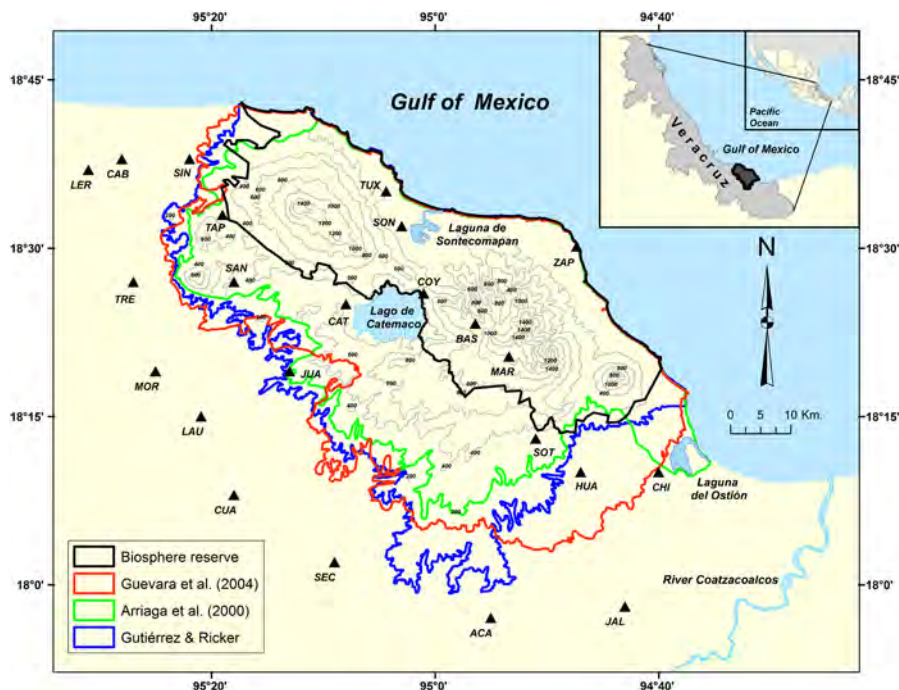 95°20'
95°0'
94°40'
18°45'
18°45'
Gulf of Mexico
Pacific
Ocean
Gulf of Mexico
Veracruz
LER
CAB
SIN
TUX
TAP
SON
Laguna de
Sontecomapan
ZAP
18°30'
18°30'
N
TRE
SAN
COY
CAT
Lago de
Catemaco
BAS
MAR
MOR
JUA
LAU
18°15'
18°15'
0 5 10 Km.
SOT
HUA
CHI
Laguna
del Ostión
CUA
SEC
ACA
JAL
River Coatzacoalcos
18°0'
18°0'
Biosphere reserve
Guevara et al. (2004)
Arriaga et al. (2000)
Gutiérrez & Ricker
95°20'
95°0'
94°40'